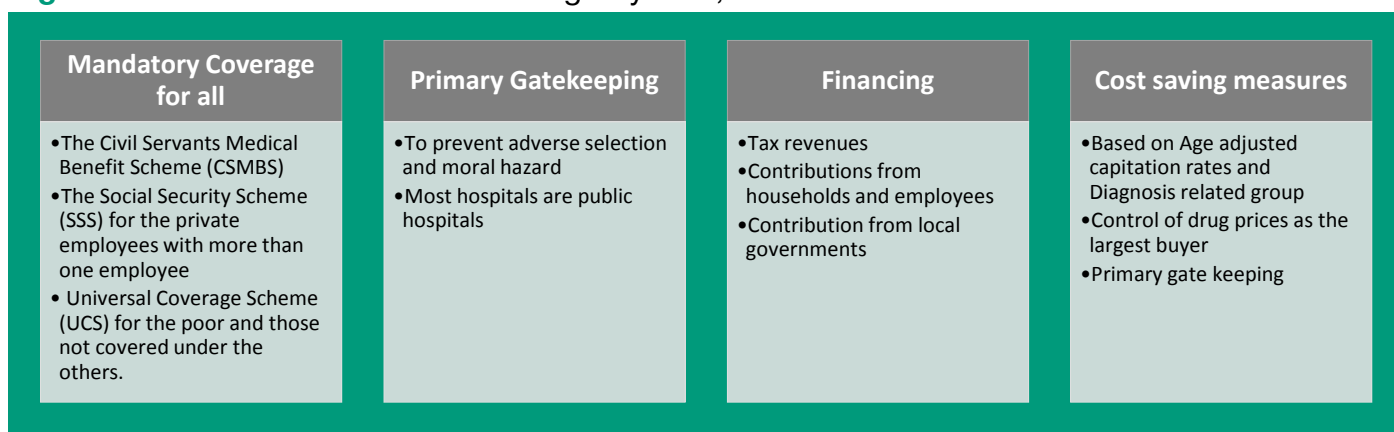 Mandatory Coverage
for all
•The Civil Servants Medical
Benefit Scheme (CSMBS)
•The Social Security Scheme
(SSS) for the private
employees with more than
one employee
• Universal Coverage Scheme
(UCS) for the poor and those
not covered under the
others.
Primary Gatekeeping
•To prevent adverse selection
and moral hazard
•Most hospitals are public
hospitals
Financing
•Tax revenues
•Contributions from
households and employees
•Contribution from local
governments
Cost saving measures
•Based on Age adjusted
capitation rates and
Diagnosis related group
•Control of drug prices as the
largest buyer
•Primary gate keeping